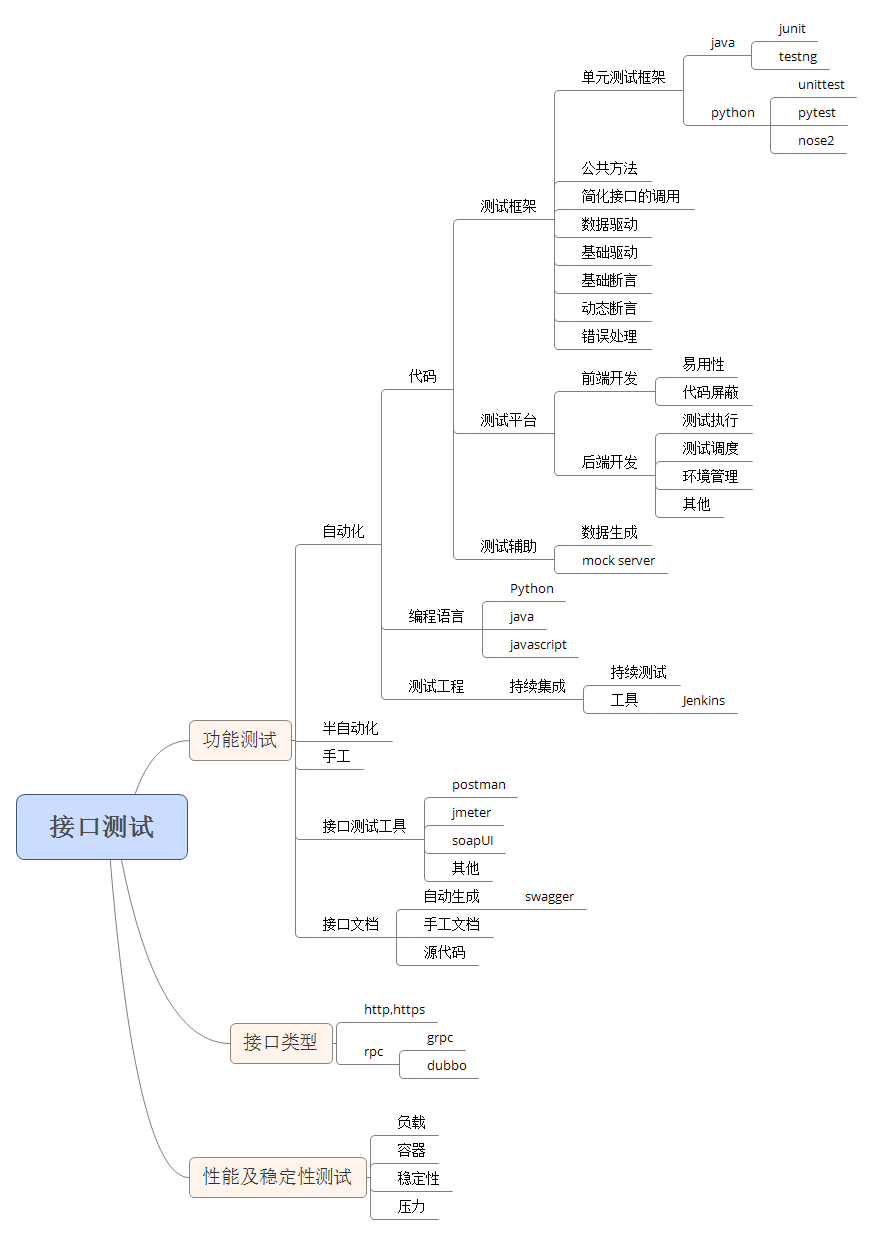 接口测试
功能测试
自动化
代码
测试框架
单元测试框架
java
junit
testng
python
unittest
pytest
nose2
公共方法
简化接口的调用
数据驱动
基础驱动
基础断言
动态断言
错误处理
测试平台
前端开发
易用性
代码屏蔽
后端开发
测试执行
测试调度
环境管理
其他
测试辅助
数据生成
mock server
编程语言
Python
java
javascript
测试工程
持续集成
持续测试
工具
Jenkins
半自动化
手工
接口测试工具
postman
jmeter
soapUI
其他
接口文档
自动生成
swagger
手工文档
源代码
接口类型
http,https
rpc
grpc
dubbo
性能及稳定性测试
负载
容器
稳定性
压力